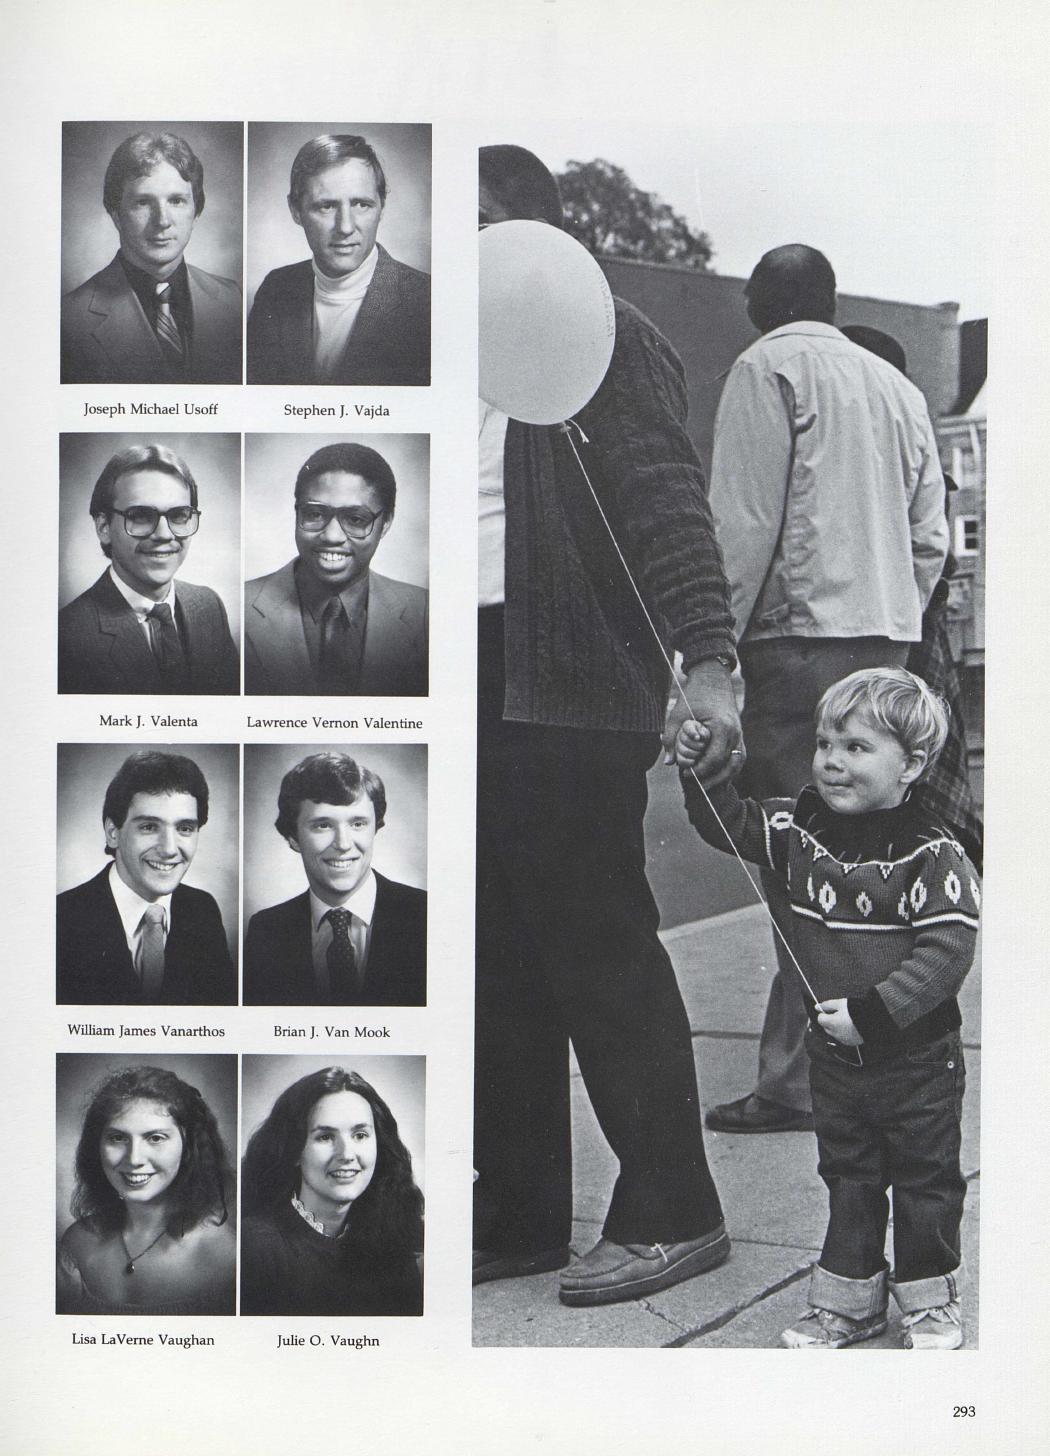 Joseph Michael Usoff
Stephen J. Vajda
Mark J. Valenta
Lawrence Vernon Valentine
William James Vanarthos
Brian J. Van Mook
Lisa LaVerne Vaughan
Julie O. Vaughn
293